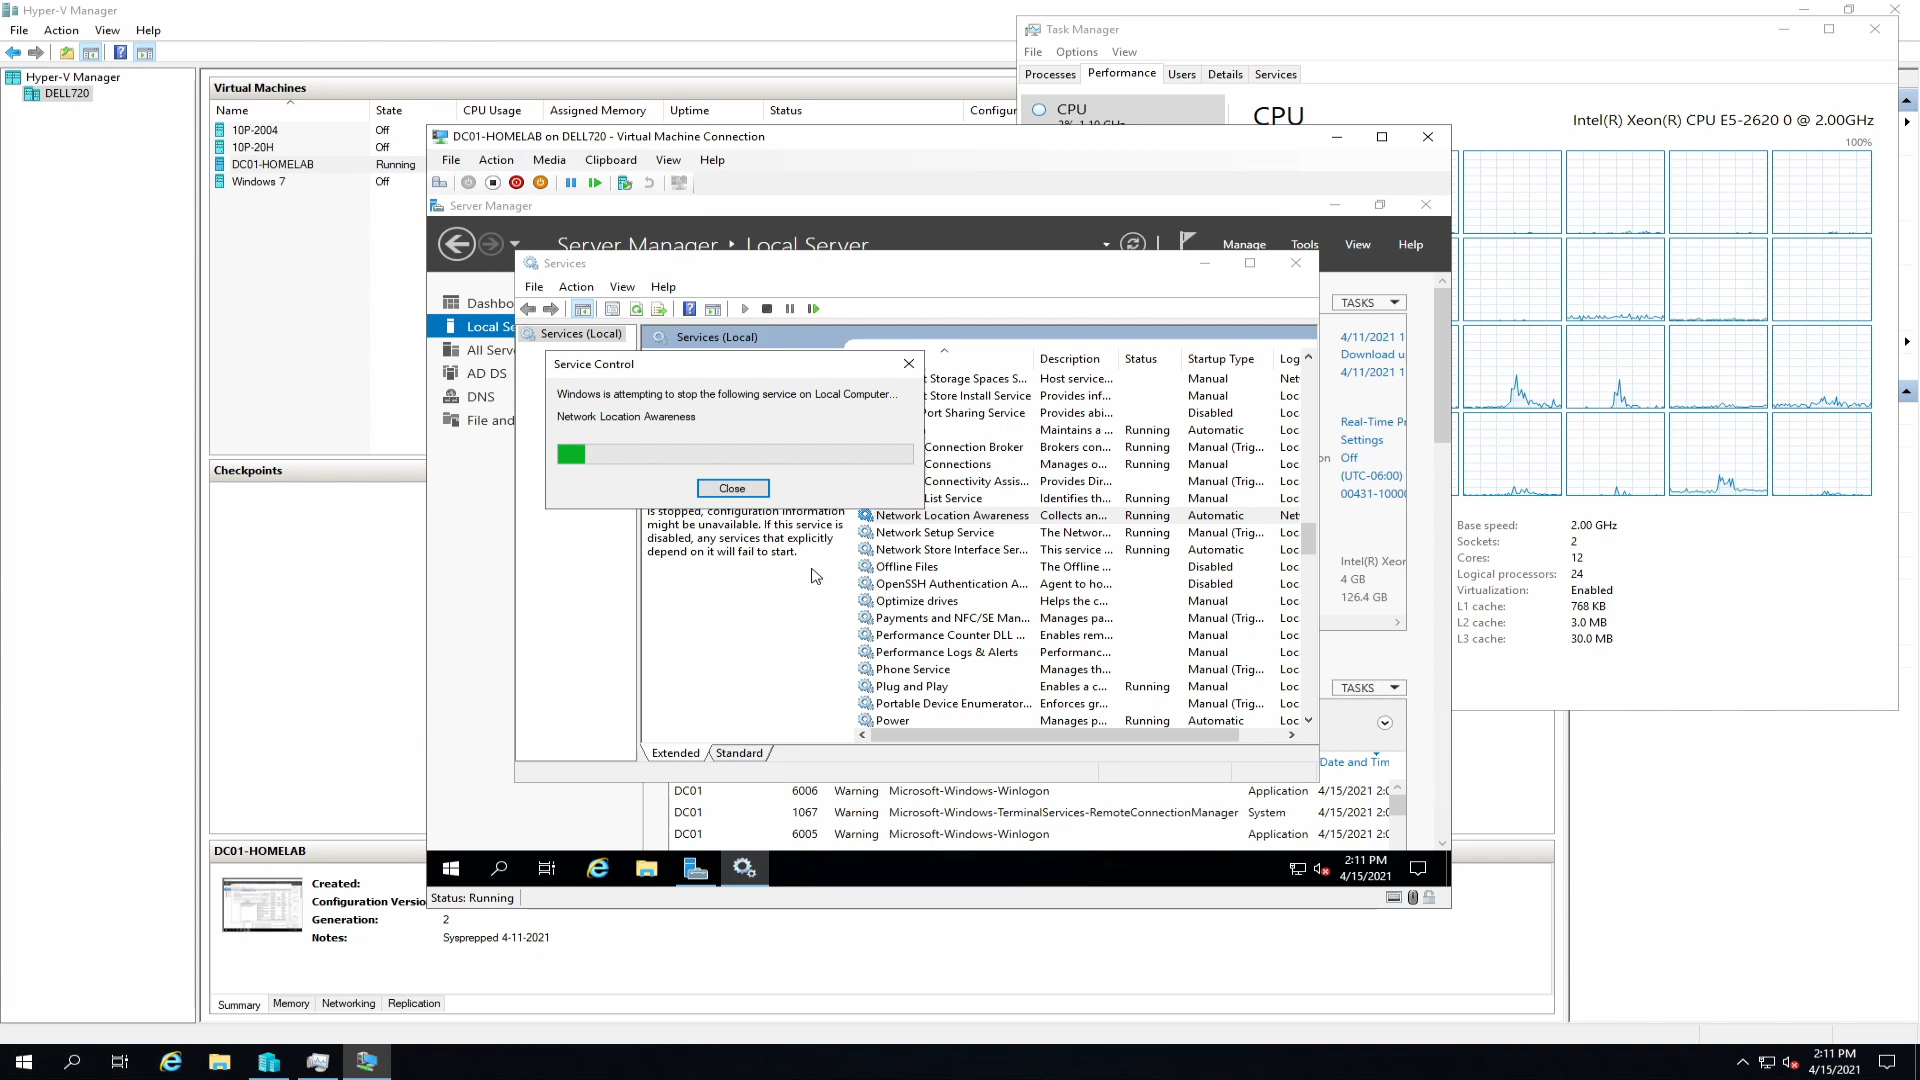 Hyper-V Manager
File Action View Help
Hyper-V Manager
DELL720
Virtual Machines
Name State CPU Usage Assigned Memory Uptime Status Configur
10P-2004 Off
10P-20H Off
DC01-HOMELAB Running
Windows 7 Off
Checkpoints
DC01-HOMELAB
Created:
Configuration Versio
Generation: 2
Notes: Sysprepped 4-11-2021
Summary Memory Networking Replication
Task Manager
File Options View
Processes Performance Users Details Services
CPU
CPU
Intel(R) Xeon(R) CPU E5-2620 0 @ 2.00GHz
100%
Base speed: 2.00 GHz
Sockets: 2
Cores: 12
Logical processors: 24
Virtualization: Enabled
L1 cache: 768 KB
L2 cache: 3.0 MB
L3 cache: 30.0 MB
DC01-HOMELAB on DELL720 - Virtual Machine Connection
File Action Media Clipboard View Help
Server Manager
Server Manager Local Server
Manage Tools View Help
Dashbo
Local Se
All Serv
AD DS
DNS
File and
TASKS
4/11/2021 1
Download u
4/11/2021 1
Real-Time Pr
Settings
on Off
(UTC-06:00)
00431-1000
Intel(R) Xeor
4 GB
126.4 GB
TASKS
Date and Tim
Services
File Action View Help
Services (Local)
Services (Local)
Description Status Startup Type Log
t Storage Spaces S... Host service... Manual Net
t Store Install Service Provides inf... Manual Loc
Port Sharing Service Provides abi... Disabled Loc
Maintains a ... Running Automatic Loc
Connection Broker Brokers con... Running Manual (Trig... Loc
Connections Manages o... Running Manual Loc
Connectivity Assis... Provides Dir... Manual (Trig... Loc
List Service Identifies th... Running Manual Loc
Network Location Awareness Collects an... Running Automatic Net
Network Setup Service The Networ... Running Manual (Trig... Loc
Network Store Interface Ser... This service ... Running Automatic Loc
Offline Files The Offline ... Disabled Loc
OpenSSH Authentication A... Agent to ho... Disabled Loc
Optimize drives Helps the c... Manual Loc
Payments and NFC/SE Man... Manages pa... Manual (Trig... Loc
Performance Counter DLL ... Enables rem... Manual Loc
Performance Logs & Alerts Performanc... Manual Loc
Phone Service Manages th... Manual (Trig... Loc
Plug and Play Enables a c... Running Manual Loc
Portable Device Enumerator... Enforces gr... Manual (Trig... Loc
Power Manages p... Running Automatic Loc
Service Control
Windows is attempting to stop the following service on Local Computer...
Network Location Awareness
Close
is stopped, configuration information
might be unavailable. If this service is
disabled, any services that explicitly
depend on it will fail to start.
Extended Standard
DC01 6006 Warning Microsoft-Windows-Winlogon Application 4/15/2021 2:0
DC01 1067 Warning Microsoft-Windows-TerminalServices-RemoteConnectionManager System 4/15/2021 2:0
DC01 6005 Warning Microsoft-Windows-Winlogon Application 4/15/2021 2:0
2:11 PM
4/15/2021
Status: Running
2:11 PM
4/15/2021